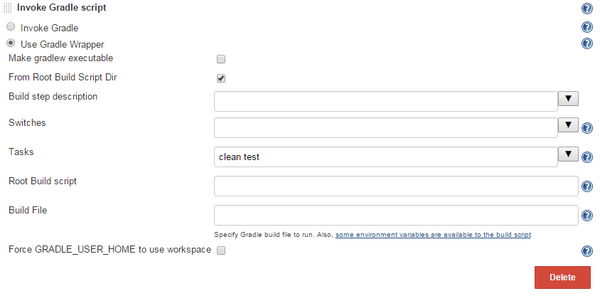 Invoke Gradle script
Invoke Gradle
Use Gradle Wrapper
Make gradlew executable
From Root Build Script Dir
Build step description
Switches
Tasks
clean test
Root Build script
Build File
Specify Gradle build file to run. Also, some environment variables are available to the build script
Force GRADLE_USER_HOME to use workspace
Delete